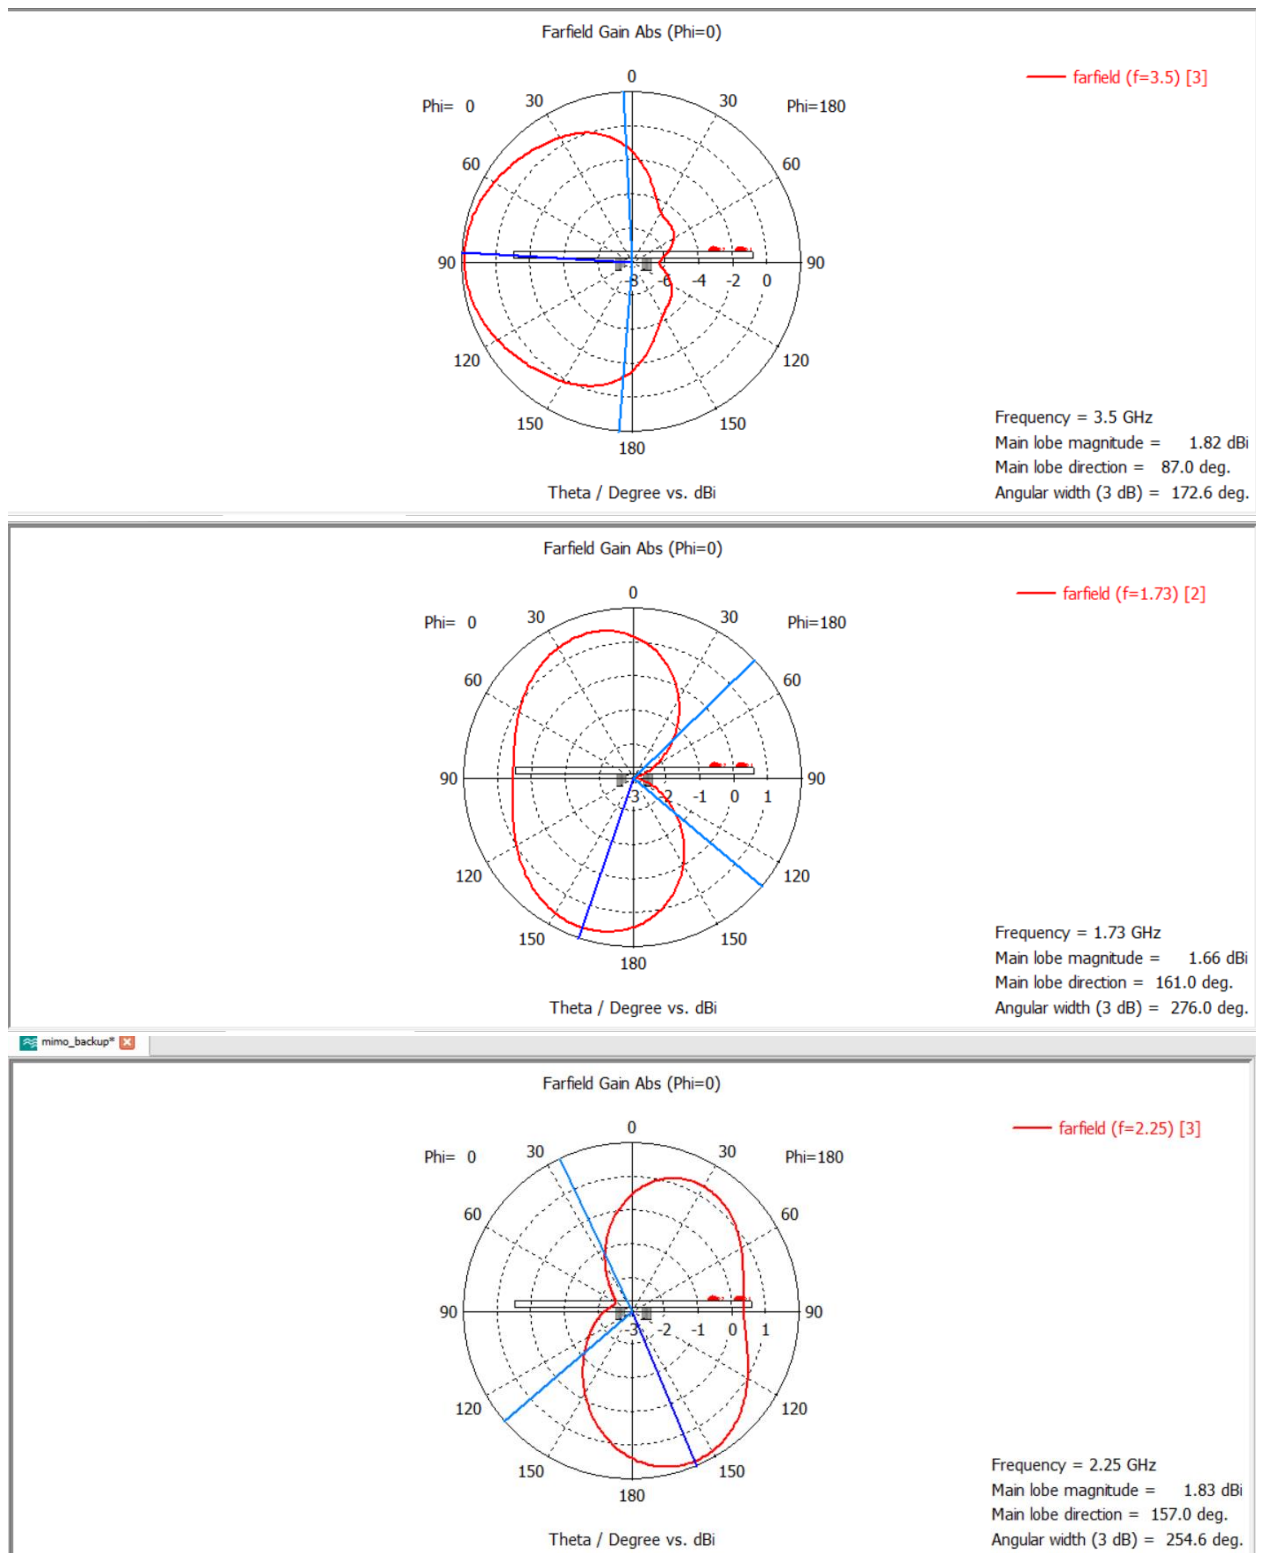 Farfield Gain Abs (Phi=0)
farfield (f=3.5) [3]
0
Phi= 0 30 30 Phi=180
60 60
90 -8 -6 -4 -2 0 90
120 120
150 150
180
Frequency = 3.5 GHz
Main lobe magnitude = 1.82 dBi
Main lobe direction = 87.0 deg.
Angular width (3 dB) = 172.6 deg.
Theta / Degree vs. dBi
Farfield Gain Abs (Phi=0)
farfield (f=1.73) [2]
0
Phi= 0 30 30 Phi=180
60 60
90 -3 -2 -1 0 1 90
120 120
150 150
180
Frequency = 1.73 GHz
Main lobe magnitude = 1.66 dBi
Main lobe direction = 161.0 deg.
Angular width (3 dB) = 276.0 deg.
Theta / Degree vs. dBi
mimo_backup*
Farfield Gain Abs (Phi=0)
farfield (f=2.25) [3]
0
Phi= 0 30 30 Phi=180
60 60
90 -3 -2 -1 0 1 90
120 120
150 150
180
Frequency = 2.25 GHz
Main lobe magnitude = 1.83 dBi
Main lobe direction = 157.0 deg.
Angular width (3 dB) = 254.6 deg.
Theta / Degree vs. dBi